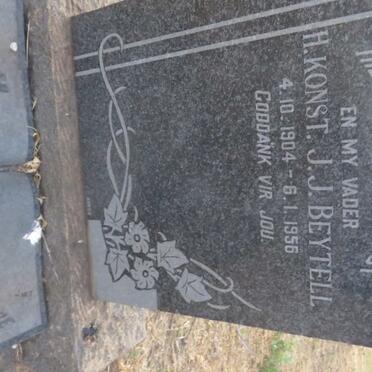 EN MY VADER
H. KONST. J.J. BEYTELL
4.10.1904 - 6.1.1956
GODDANK VIR JOU.